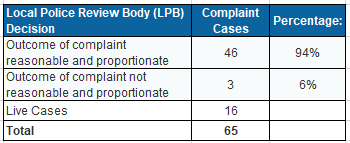 Local Police Review Body (LPB) Decision Complaint Cases Percentage:
Outcome of complaint reasonable and proportionate 46 94%
Outcome of complaint not reasonable and proportionate 3 6%
Live Cases 16
Total 65